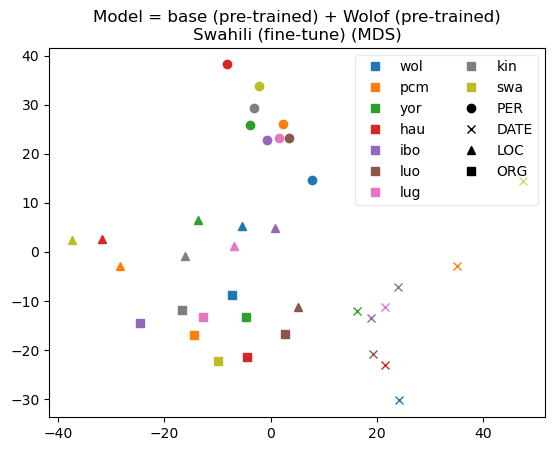 Model = base (pre-trained) + Wolof (pre-trained)
Swahili (fine-tune) (MDS)
wol
pcm
yor
hau
ibo
luo
lug
kin
swa
PER
DATE
LOC
ORG
40
30
20
10
0
−10
−20
−30
−40
−20
0
20
40